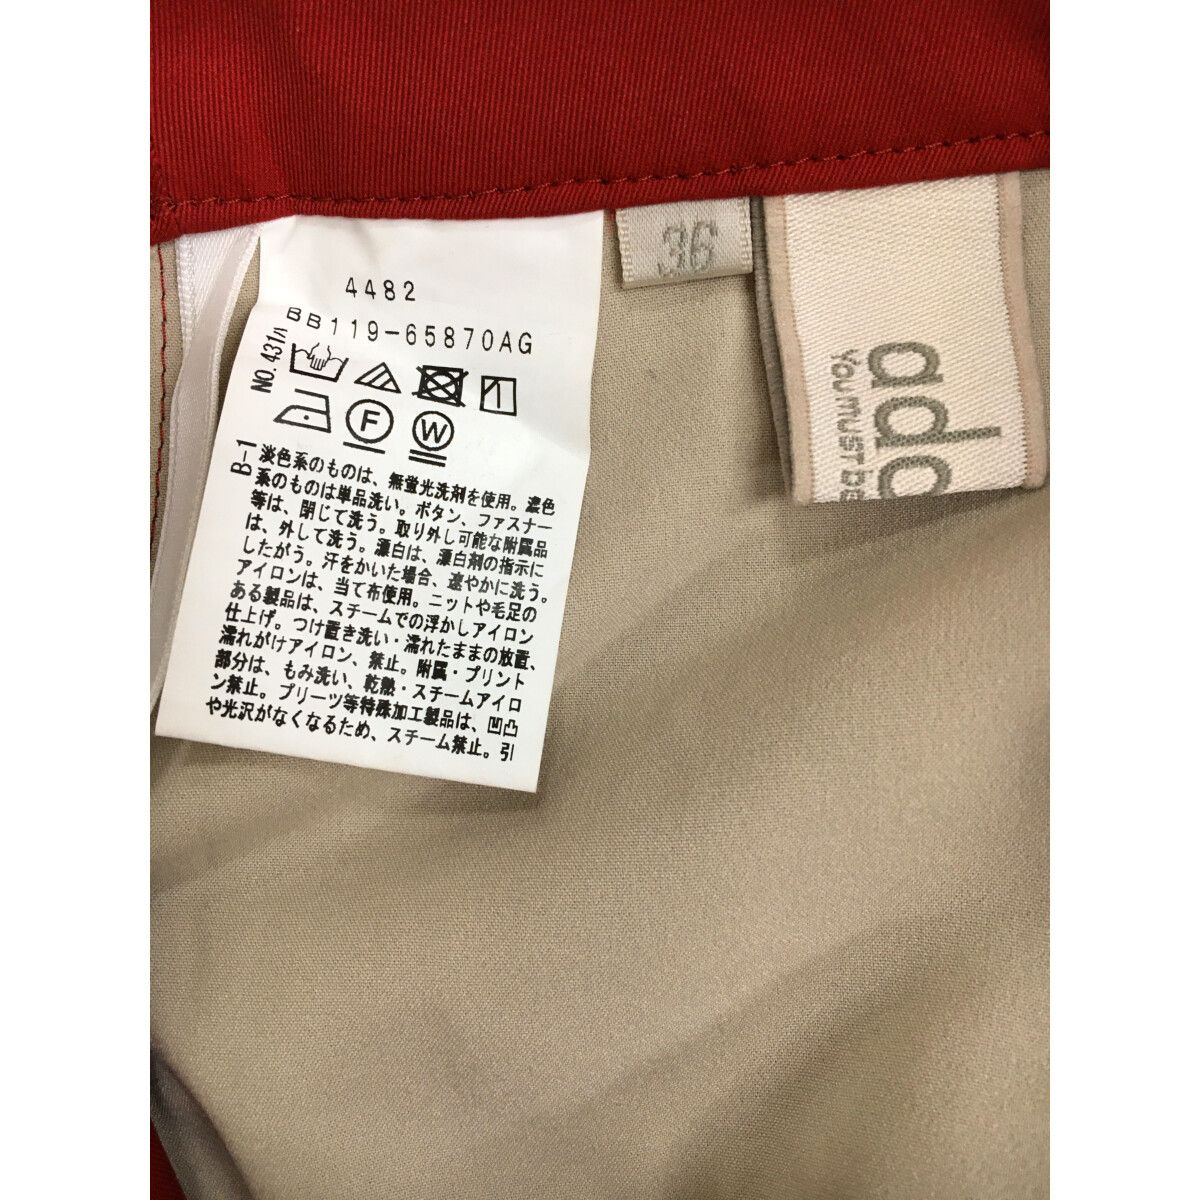 4482
BB119-65870AG
NO.431ハ
F
W
B-1
淡色系のものは、無蛍光洗剤を使用。濃色
系のものは単品洗い。ボタン、ファスナー
等は、閉じて洗う。取り外し可能な附属品
は、外して洗う。漂白は、漂白剤の指示に
したがう。汗をかいた場合、速やかに洗う。
アイロンは、当て布使用。ニットや毛足の
ある製品は、スチームでの浮かしアイロン
仕上げ。つけ置き洗い・濡れたままの放置、
濡れがけアイロン、禁止。附属・プリント
部分は、もみ洗い、乾熱・スチームアイロ
ン禁止。プリーツ等特殊加工製品は、凹凸
や光沢がなくなるため、スチーム禁止。引
36
ado
YOU MUST BE